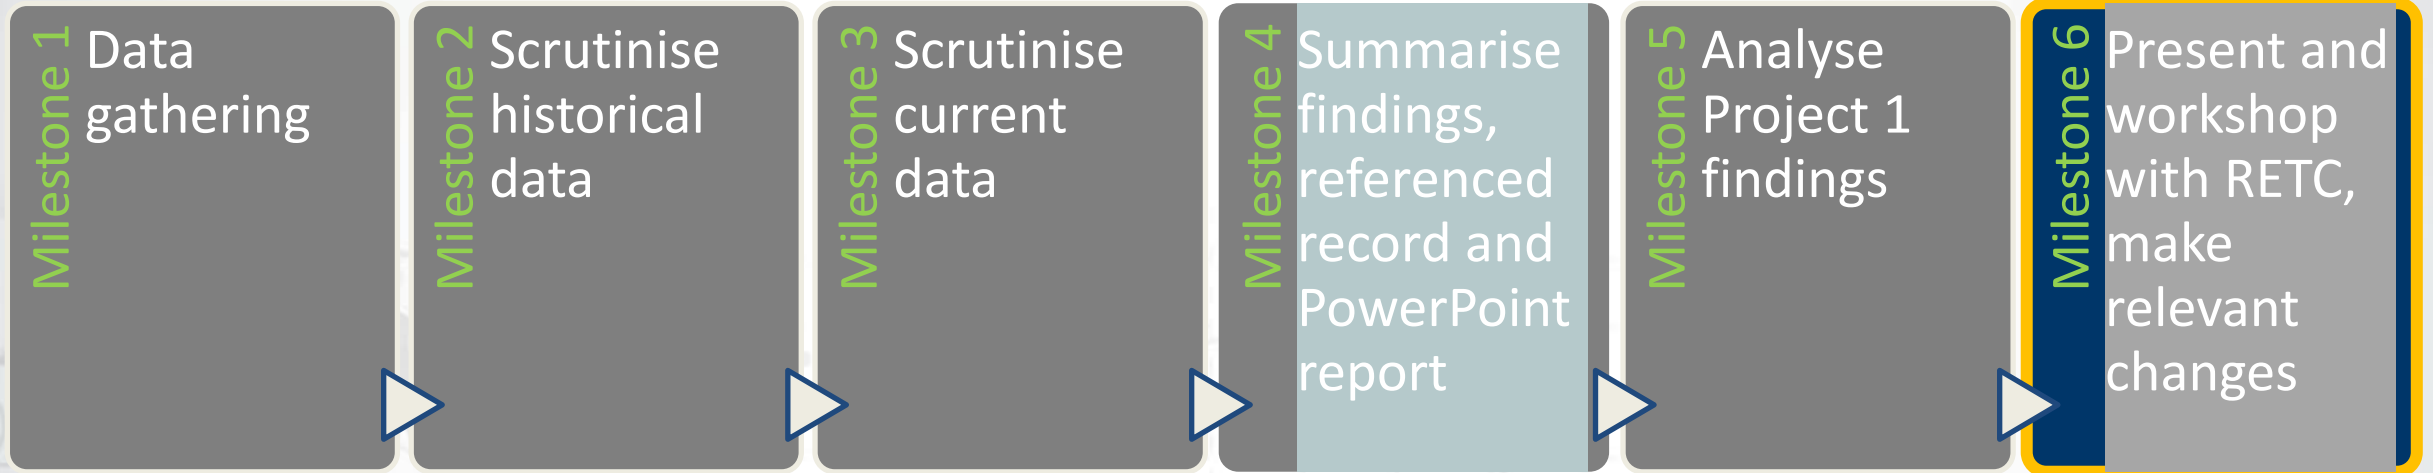 Milestone 1
Data
gathering
Milestone 2
Scrutinise
historical
data
Milestone 3
Scrutinise
current
data
Milestone 4
Summarise
findings,
referenced
record and
PowerPoint
report
Milestone 5
Analyse
Project 1
findings
Milestone 6
Present and
workshop
with RETC,
make
relevant
changes